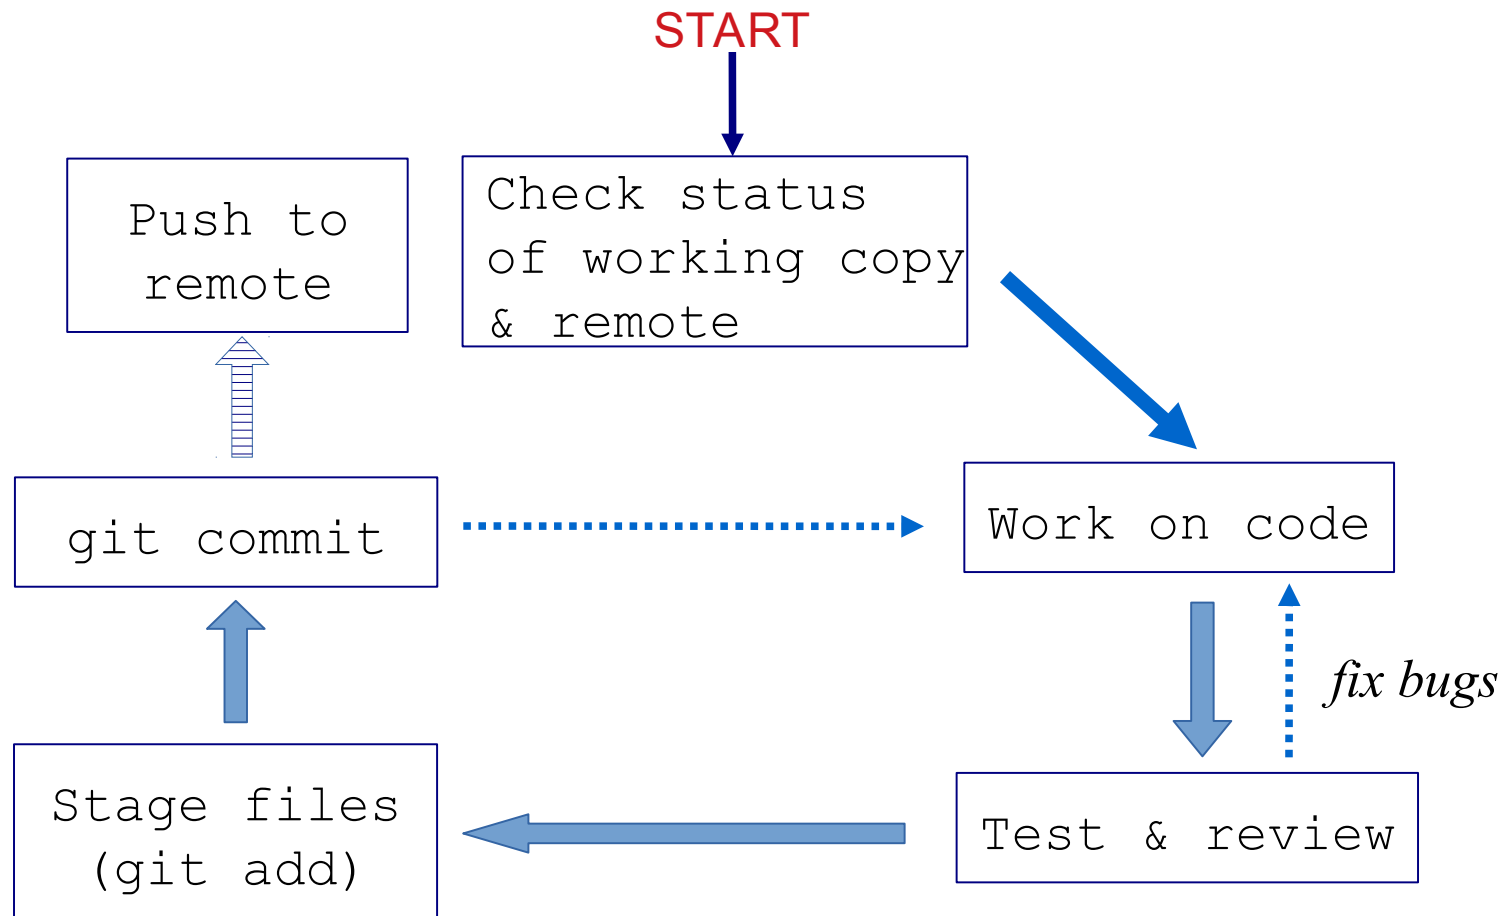 START
Check status
of working copy
& remote
Push to
remote
git commit
Work on code
fix bugs
Stage files
(git add)
Test & review